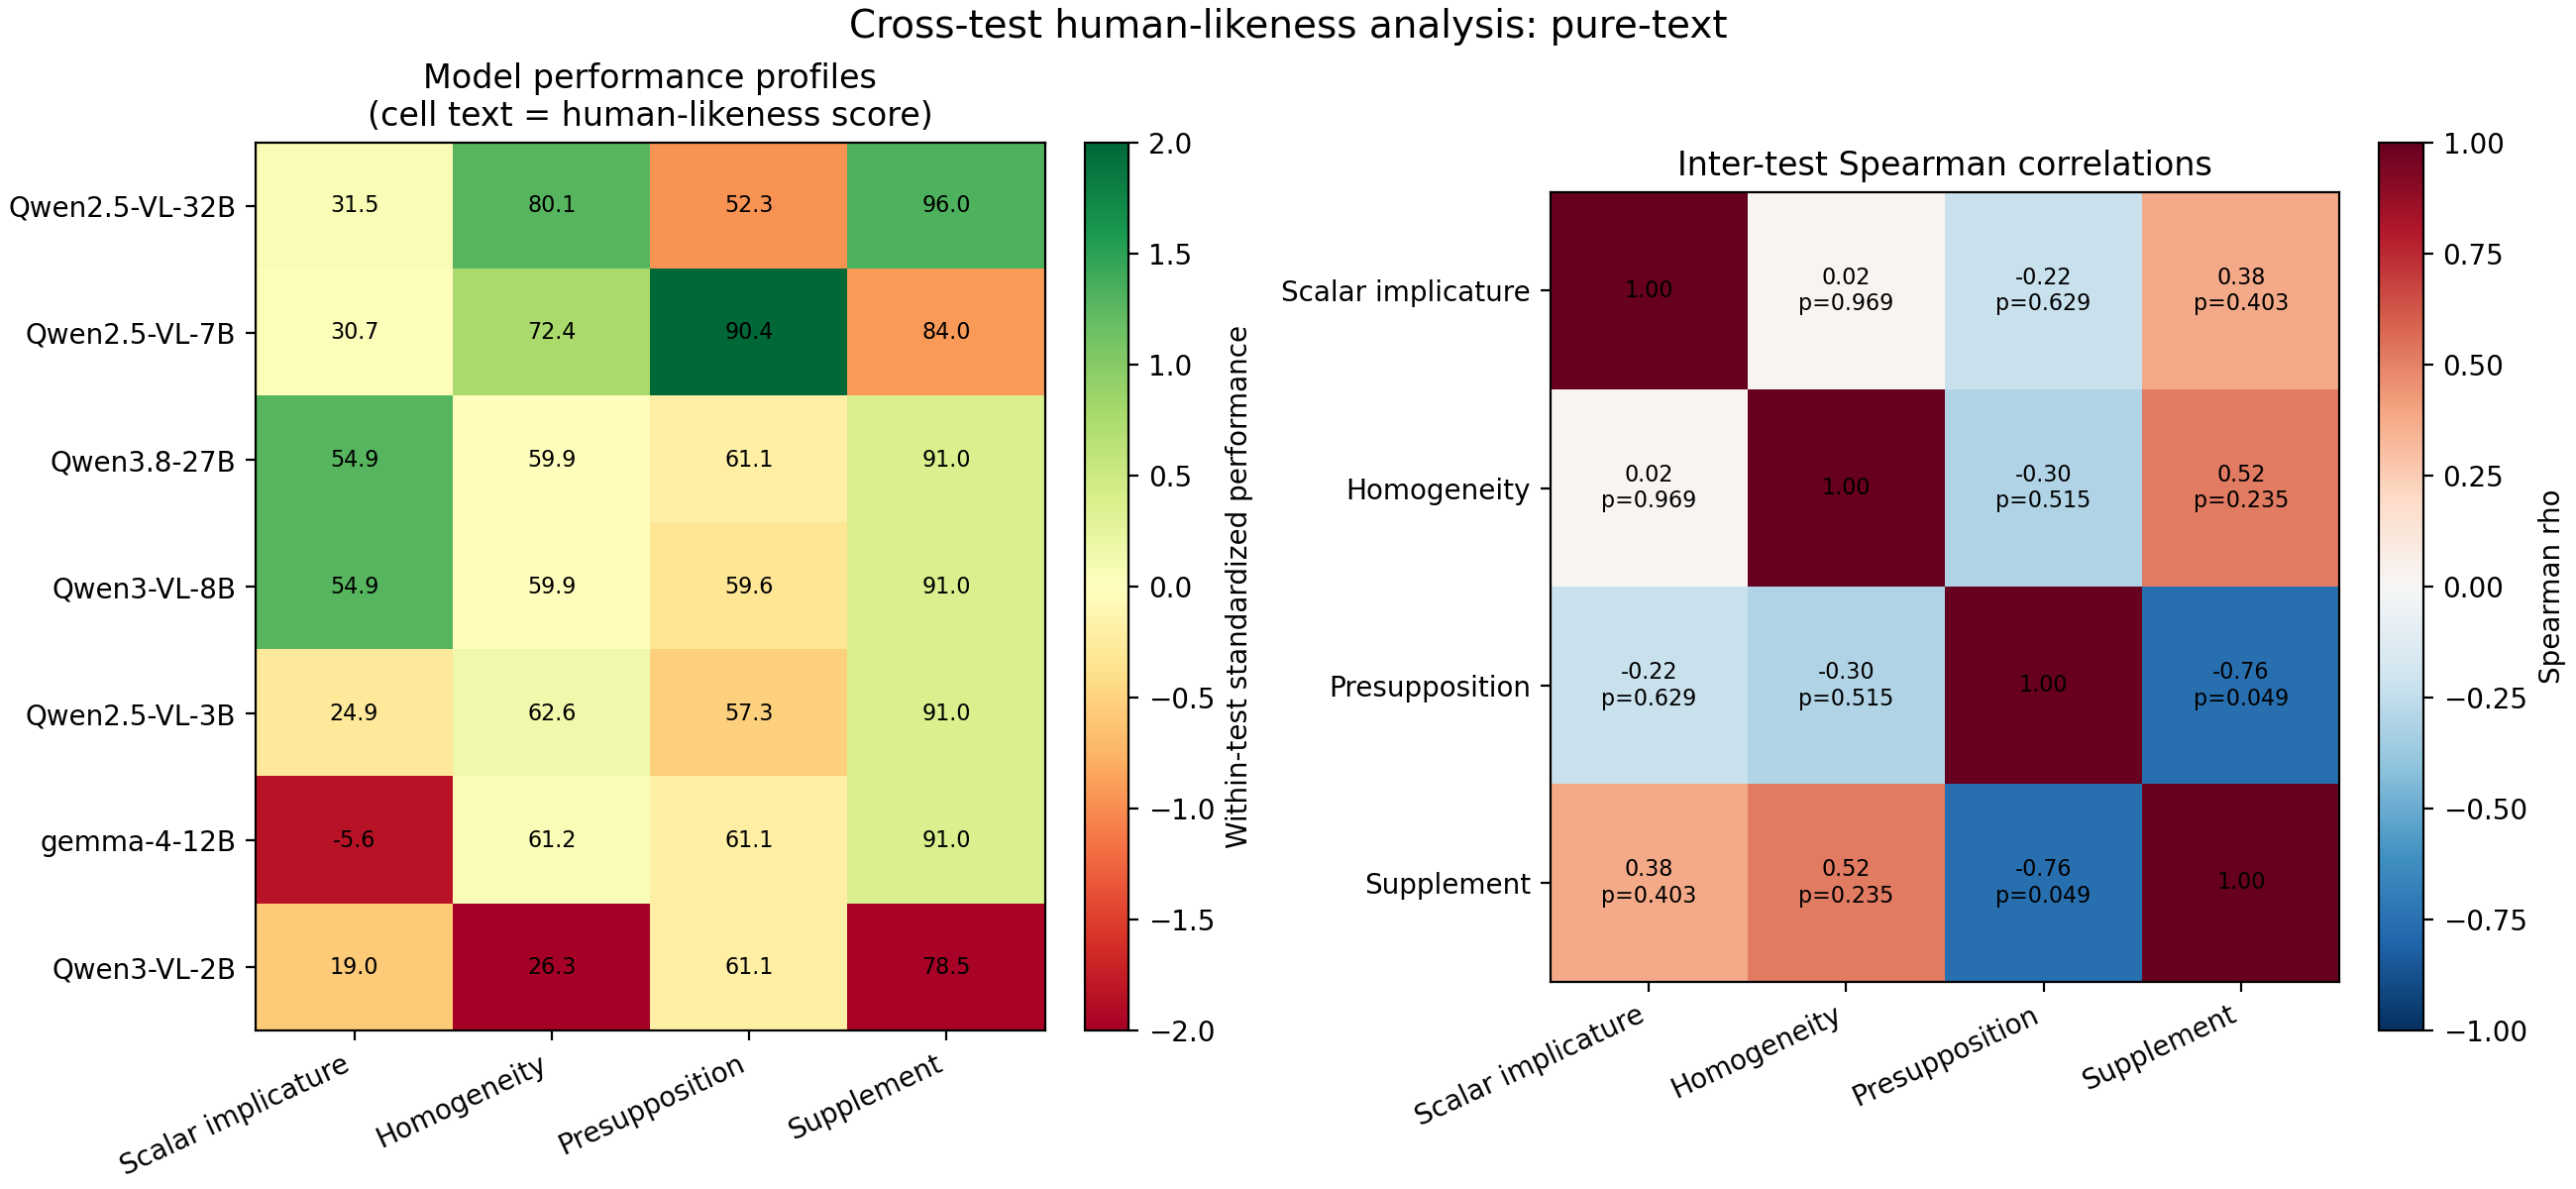 Cross-test human-likeness analysis: pure-text
Model performance profiles
(cell text = human-likeness score)
Qwen2.5-VL-32B 31.5 80.1 52.3 96.0
Qwen2.5-VL-7B 30.7 72.4 90.4 84.0
Qwen3.8-27B 54.9 59.9 61.1 91.0
Qwen3-VL-8B 54.9 59.9 59.6 91.0
Qwen2.5-VL-3B 24.9 62.6 57.3 91.0
gemma-4-12B -5.6 61.2 61.1 91.0
Qwen3-VL-2B 19.0 26.3 61.1 78.5
Scalar implicature
Homogeneity
Presupposition
Supplement
2.0
1.5
1.0
0.5
0.0
−0.5
−1.0
−1.5
−2.0
Within-test standardized performance
Inter-test Spearman correlations
Scalar implicature
1.00
0.02
p=0.969
-0.22
p=0.629
0.38
p=0.403
Homogeneity
0.02
p=0.969
1.00
-0.30
p=0.515
0.52
p=0.235
Presupposition
-0.22
p=0.629
-0.30
p=0.515
1.00
-0.76
p=0.049
Supplement
0.38
p=0.403
0.52
p=0.235
-0.76
p=0.049
1.00
Scalar implicature
Homogeneity
Presupposition
Supplement
1.00
0.75
0.50
0.25
0.00
−0.25
−0.50
−0.75
−1.00
Spearman rho